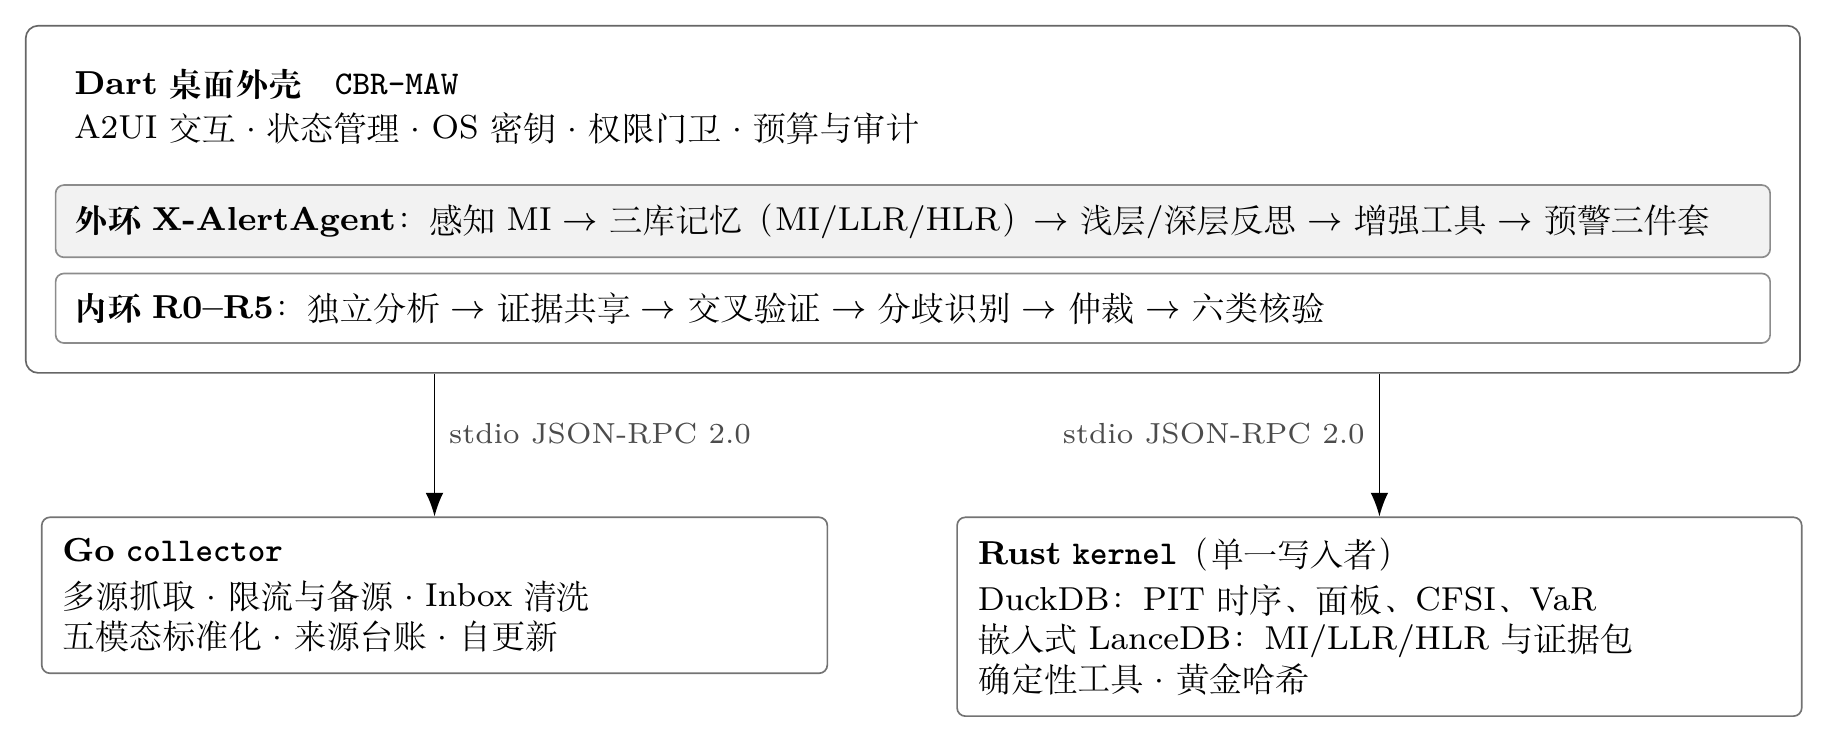 Dart 桌面外壳 CBR-MAW
A2UI 交互 · 状态管理 · OS 密钥 · 权限门卫 · 预算与审计
外环 X-AlertAgent：感知 MI → 三库记忆（MI/LLR/HLR）→ 浅层/深层反思 → 增强工具 → 预警三件套
内环 R0–R5：独立分析 → 证据共享 → 交叉验证 → 分歧识别 → 仲裁 → 六类核验
stdio JSON-RPC 2.0
stdio JSON-RPC 2.0
Go collector
多源抓取 · 限流与备源 · Inbox 清洗
五模态标准化 · 来源台账 · 自更新
Rust kernel（单一写入者）
DuckDB：PIT 时序、面板、CFSI、VaR
嵌入式 LanceDB：MI/LLR/HLR 与证据包
确定性工具 · 黄金哈希